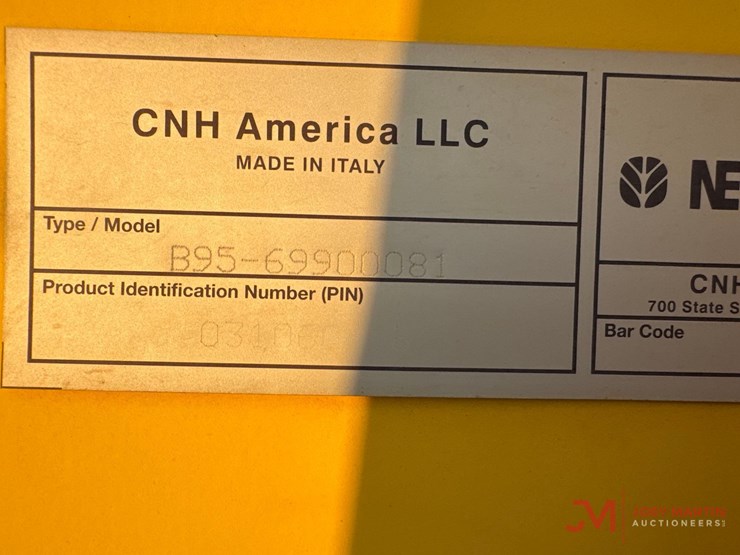 CNH America LLC
MADE IN ITALY
Type / Model
B95-69900081
Product Identification Number (PIN)
NE
CNH
700 State S
Bar Code
AUCTIONEERS